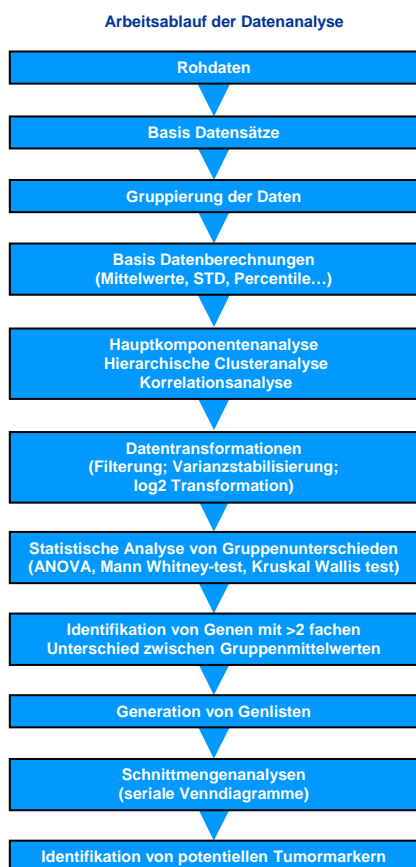 Arbeitsablauf der Datenanalyse
Rohdaten
Basis Datensätze
Gruppierung der Daten
Basis Datenberechnungen
(Mittelwerte, STD, Percentile…)
Hauptkomponentenanalyse
Hierarchische Clusteranalyse
Korrelationsanalyse
Datentransformationen
(Filterung; Varianzstabilisierung;
log2 Transformation)
Statistische Analyse von Gruppenunterschieden
(ANOVA, Mann Whitney-test, Kruskal Wallis test)
Identifikation von Genen mit >2 fachen
Unterschied zwischen Gruppenmittelwerten
Generation von Genlisten
Schnittmengenanalysen
(seriale Venndiagramme)
Identifikation von potentiellen Tumormarkern